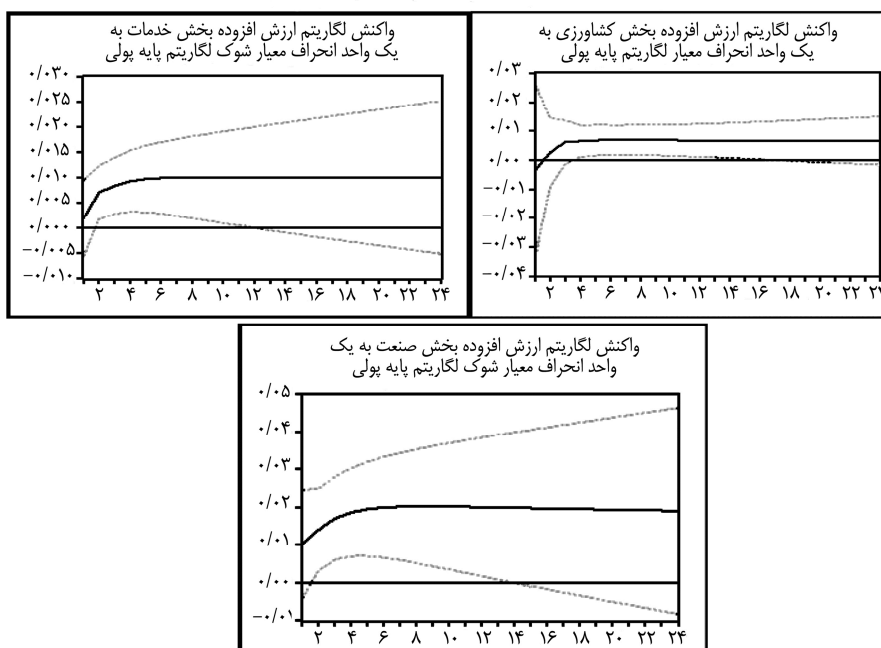 واکنش لگاریتم ارزش افزوده بخش کشاورزی به
یک واحد انحراف معیار لگاریتم پایه پولی
۰/۰۳
۰/۰۲
۰/۰۱
۰/۰۰
−۰/۰۱
−۰/۰۲
−۰/۰۳
−۰/۰۴
۲ ۴ ۶ ۸ ۱۰ ۱۲ ۱۴ ۱۶ ۱۸ ۲۰ ۲۲
واکنش لگاریتم ارزش افزوده بخش خدمات به
یک واحد انحراف معیار شوک لگاریتم پایه پولی
۰/۰۳۰
۰/۰۲۵
۰/۰۲۰
۰/۰۱۵
۰/۰۱۰
۰/۰۰۵
۰/۰۰۰
−۰/۰۰۵
−۰/۰۱۰
۲ ۴ ۶ ۸ ۱۰ ۱۲ ۱۴ ۱۶ ۱۸ ۲۰ ۲۲ ۲۴
واکنش لگاریتم ارزش افزوده بخش صنعت به یک
واحد انحراف معیار شوک لگاریتم پایه پولی
۰/۰۵
۰/۰۴
۰/۰۳
۰/۰۲
۰/۰۱
۰/۰۰
−۰/۰۱
۲ ۴ ۶ ۸ ۱۰ ۱۲ ۱۴ ۱۶ ۱۸ ۲۰ ۲۲ ۲۴